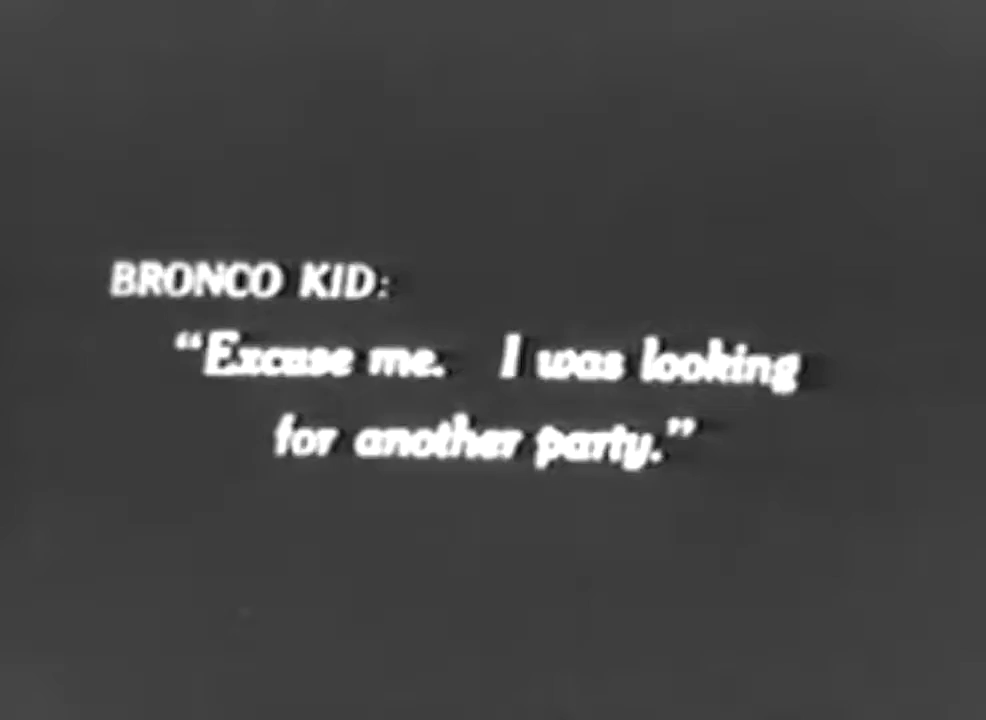 BRONCO KID:
“Excuse me. I was looking
for another party.”